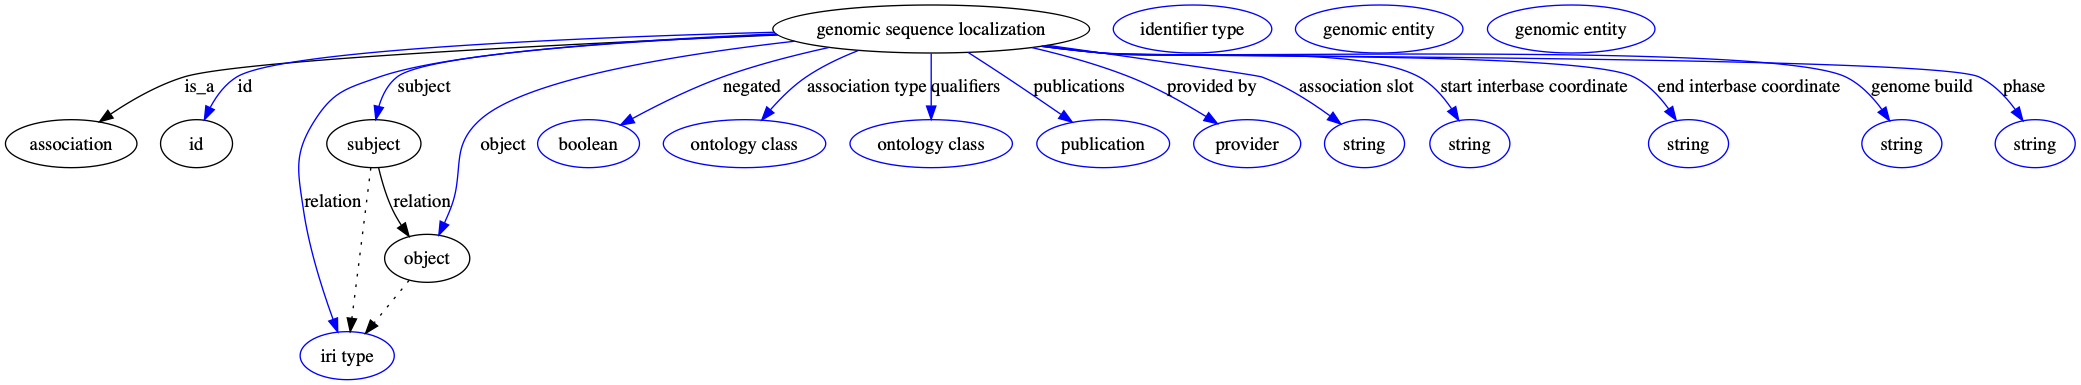 genomic sequence localization
identifier type
genomic entity
genomic entity
is_a
id
subject
object
negated
association type
qualifiers
publications
provided by
association slot
start interbase coordinate
end interbase coordinate
genome build
phase
association
id
subject
boolean
ontology class
ontology class
publication
provider
string
string
string
string
string
relation
relation
object
iri type